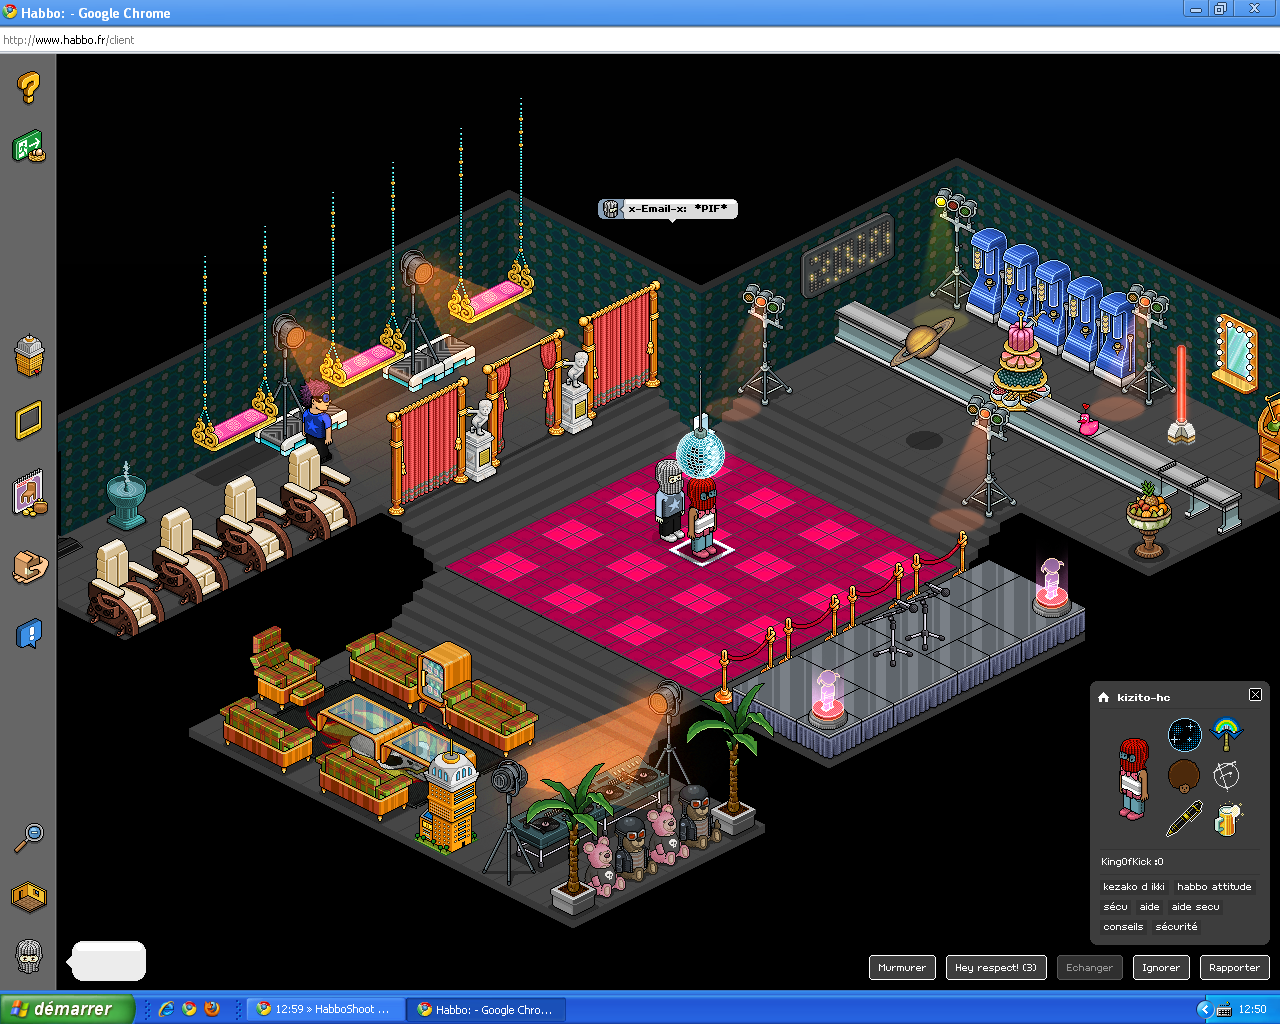 Habbo: - Google Chrome
http://www.habbo.fr/client
x-Email-x: *PIF*
kizito-hc
KingOfKick :0
kezako d ikki habbo attitude
sécu aide aide secu
conseils sécurité
Murmurer Hey respect! (3) Echanger Ignorer Rapporter
démarrer 12:59 » HabboShoot ... Habbo: - Google Chro... 12:50